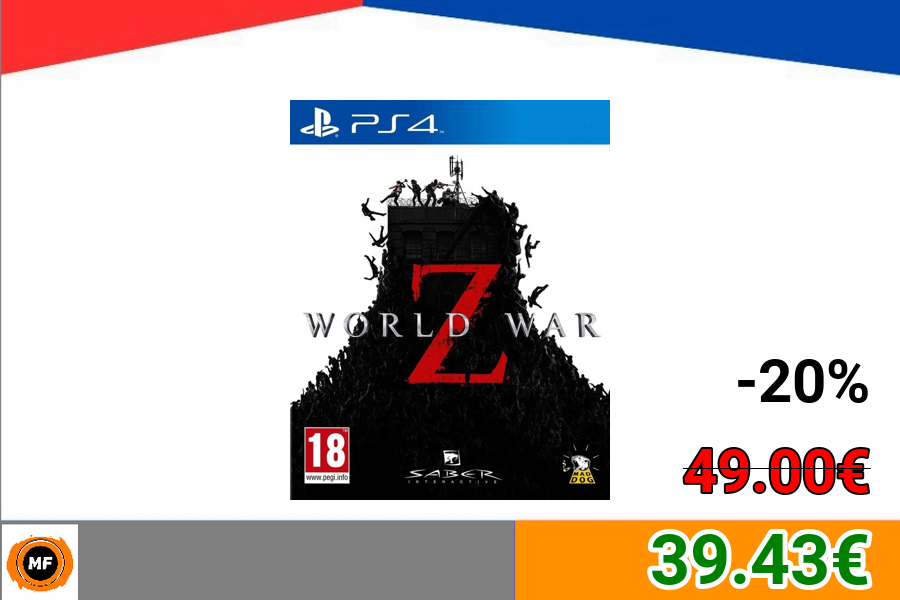 PS4
WORLD WAR
Z
18
www.pegi.info
SABER
INTERACTIVE
MAD
DOG
-20%
49.00€
MF
39.43€